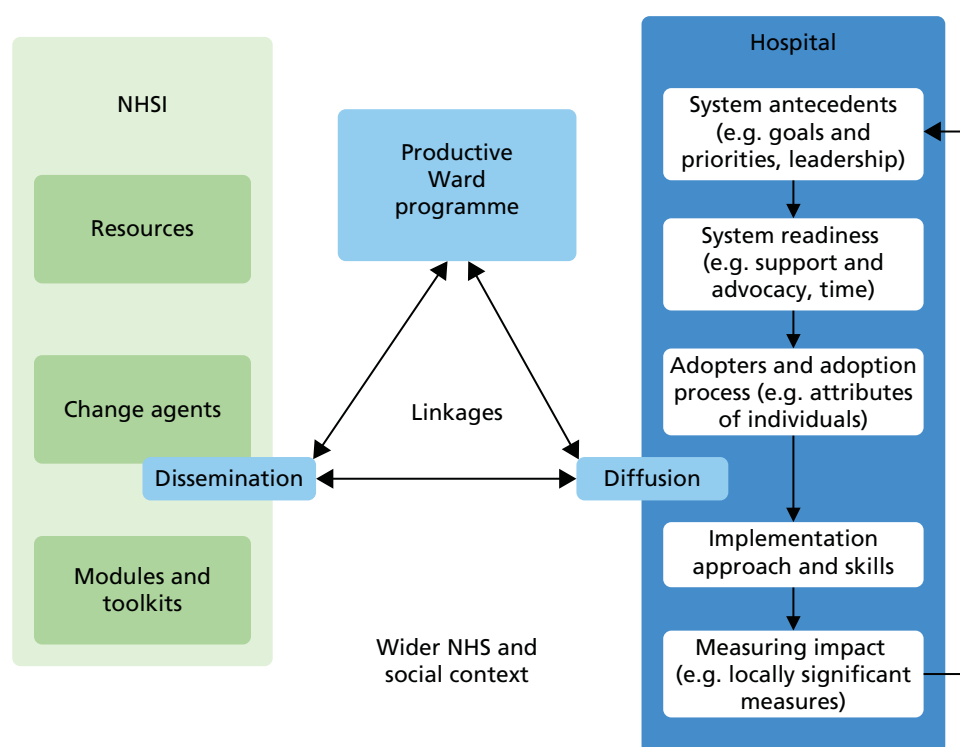 NHSI
Resources
Change agents
Dissemination
Modules and
toolkits
Productive
Ward
programme
Linkages
Diffusion
Wider NHS and
social context
Hospital
System antecedents
(e.g. goals and
priorities, leadership)
System readiness
(e.g. support and
advocacy, time)
Adopters and adoption
process (e.g. attributes
of individuals)
Implementation
approach and skills
Measuring impact
(e.g. locally significant
measures)